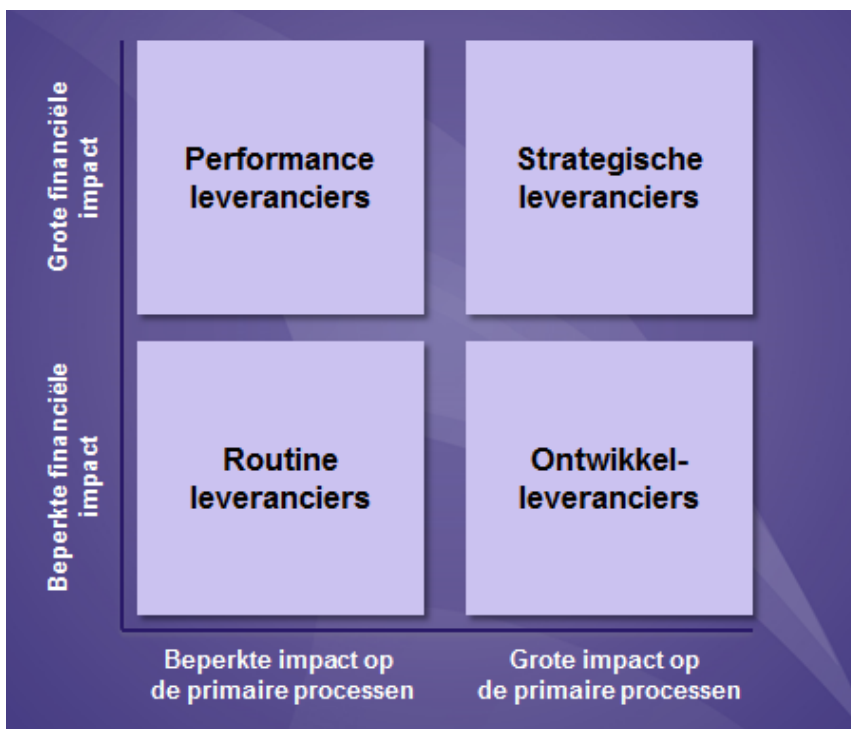 Grote financiële
impact
Performance
leveranciers
Strategische
leveranciers
Beperkte financiële
impact
Routine
leveranciers
Ontwikkel-
leveranciers
Beperkte impact op
de primaire processen
Grote impact op
de primaire processen